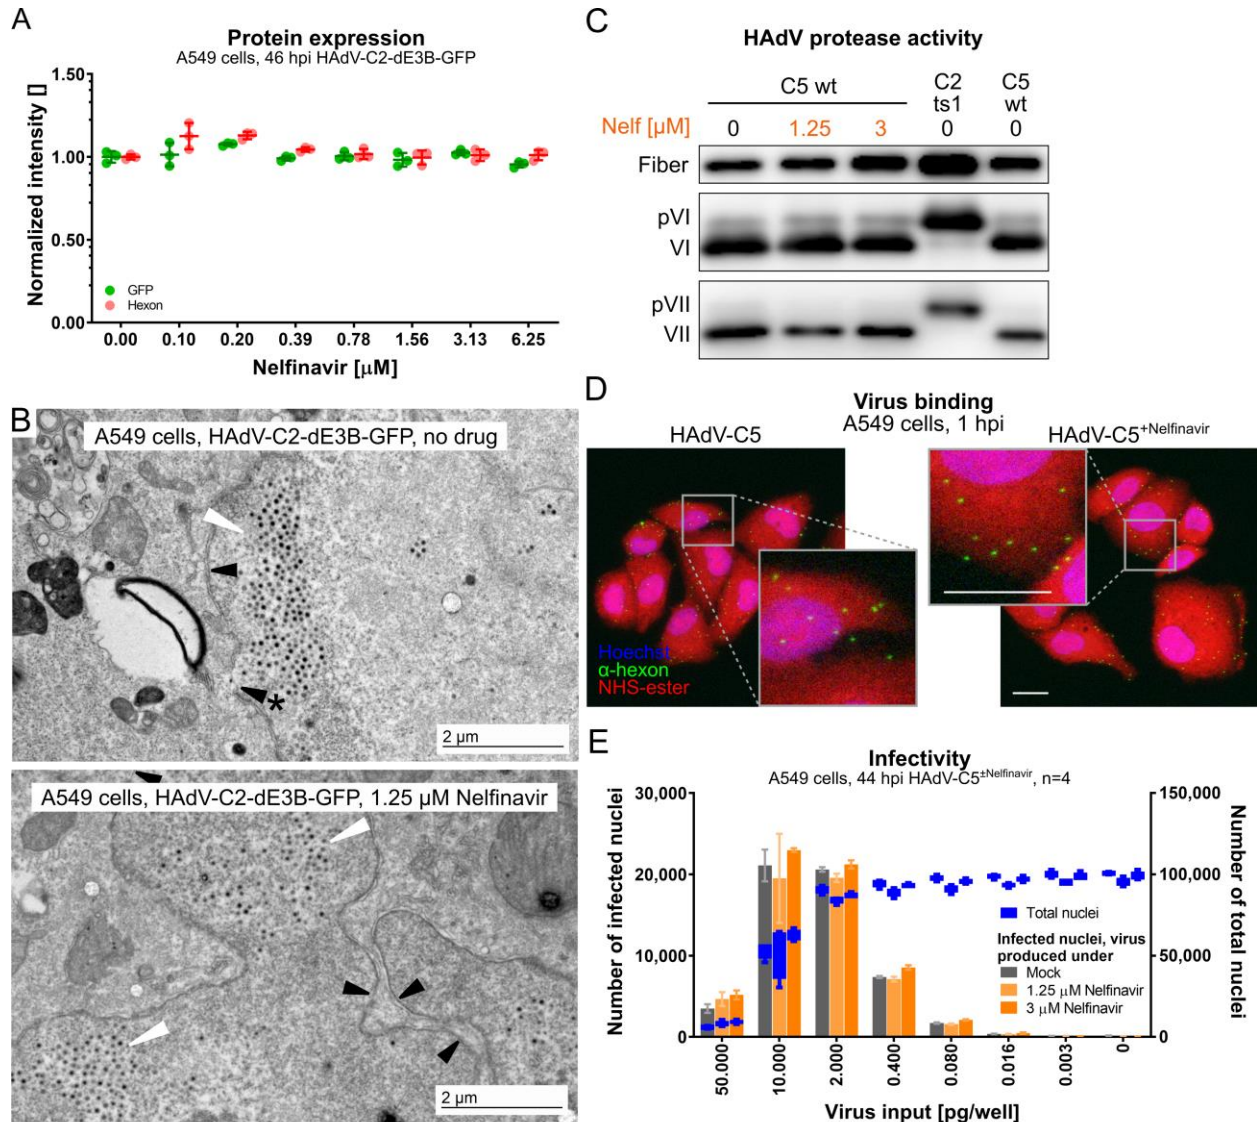 A
Protein expression
A549 cells, 46 hpi HAdV-C2-dE3B-GFP
Normalized intensity []
1.50
1.00
0.50
0.00
GFP
Hexon
0.00 0.10 0.20 0.39 0.78 1.56 3.13 6.25
Nelfinavir [μM]
B
A549 cells, HAdV-C2-dE3B-GFP, no drug
*
2 μm
A549 cells, HAdV-C2-dE3B-GFP, 1.25 μM Nelfinavir
2 μm
C
HAdV protease activity
C5 wt
C2
ts1
C5
wt
Nelf [μM] 0 1.25 3 0 0
Fiber
pVI
VI
pVII
VII
D
Virus binding
A549 cells, 1 hpi
HAdV-C5
HAdV-C5+Nelfinavir
Hoechst
α-hexon
NHS-ester
E
Infectivity
A549 cells, 44 hpi HAdV-C5±Nelfinavir, n=4
Number of infected nuclei
30,000
20,000
10,000
0
150,000
100,000
50,000
0
Number of total nuclei
Total nuclei
Infected nuclei, virus
produced under
Mock
1.25 μM Nelfinavir
3 μM Nelfinavir
50.000 10.000 2.000 0.400 0.080 0.016 0.003 0
Virus input [pg/well]